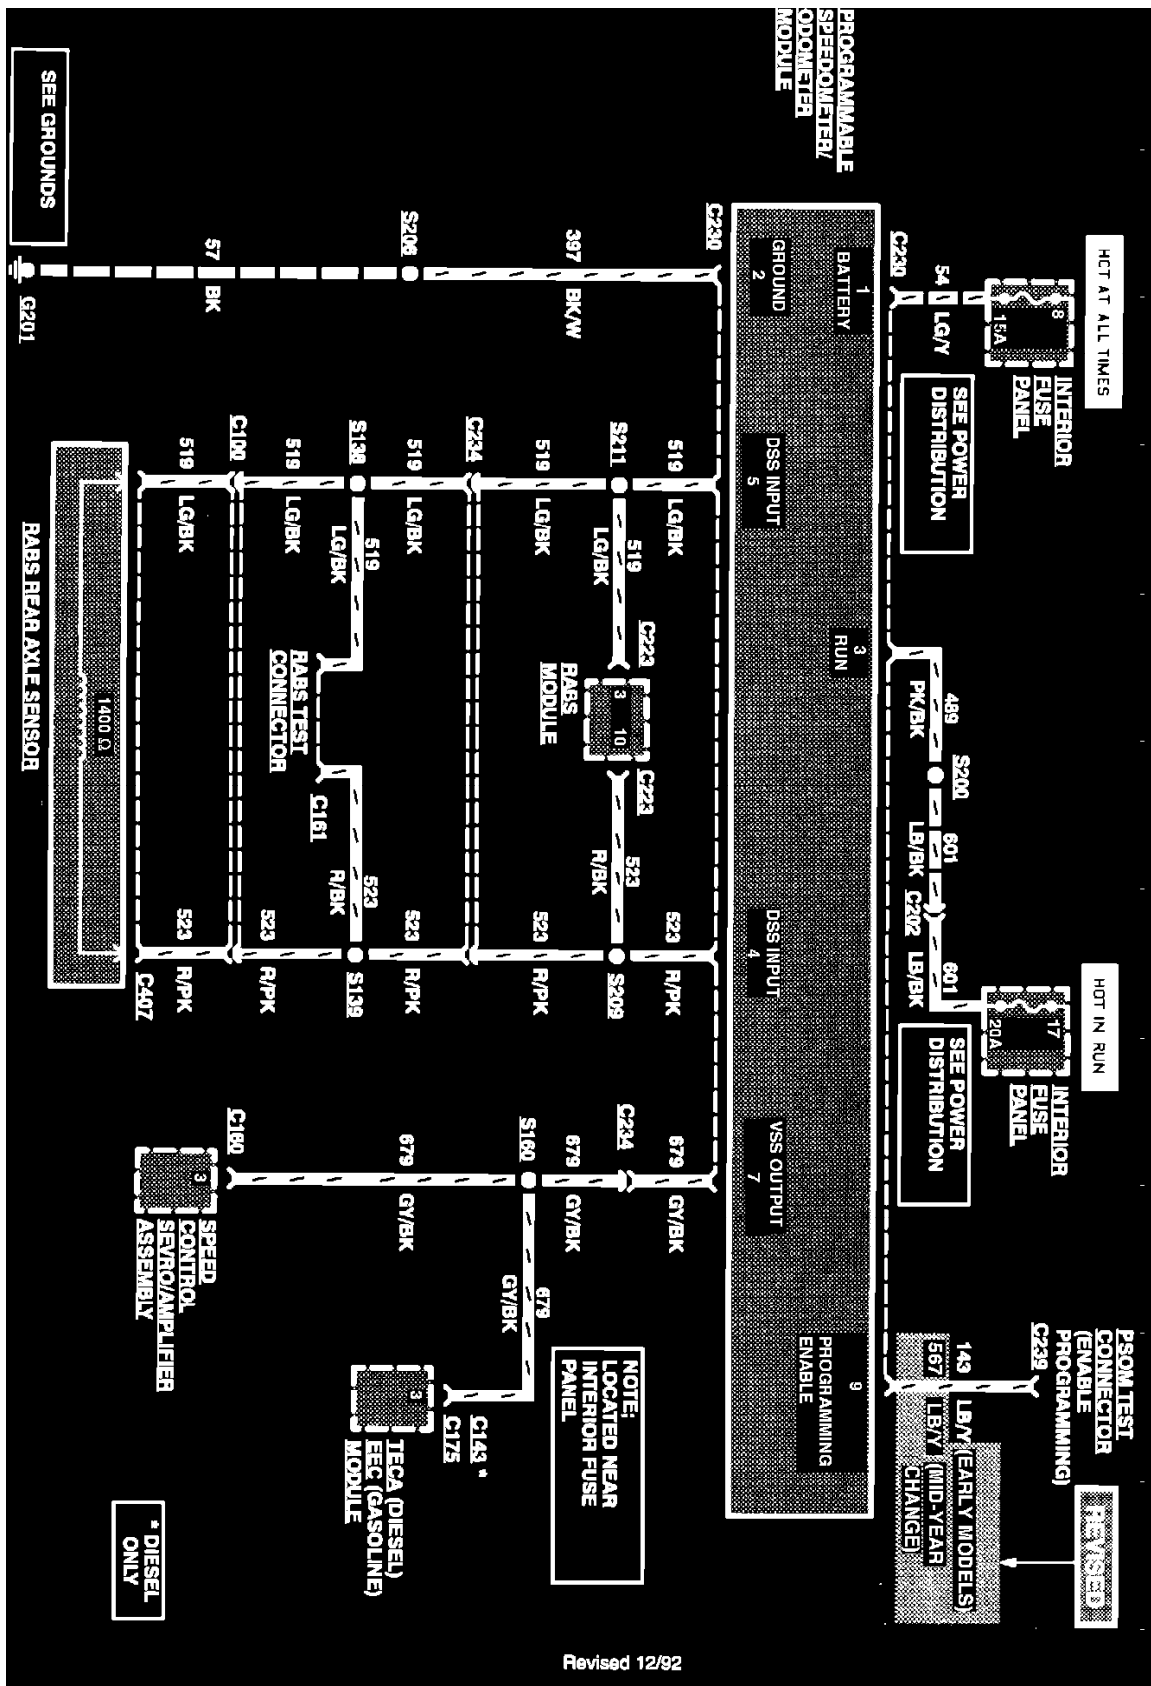 PROGRAMMABLE
SPEEDOMETER/
ODOMETER
MODULE
HOT AT ALL TIMES
8
15A
INTERIOR
FUSE
PANEL
54
LG/Y
C230
SEE POWER
DISTRIBUTION
HOT IN RUN
17
20A
INTERIOR
FUSE
PANEL
SEE POWER
DISTRIBUTION
601
LB/BK
C202
601
LB/BK
S200
489
PK/BK
PSOM TEST
CONNECTOR
(ENABLE
PROGRAMMING)
C239
REVISED
143 LB/Y (EARLY MODELS)
567 LB/Y (MID-YEAR
CHANGE)
1
BATTERY
3
RUN
9
PROGRAMMING
ENABLE
GROUND
2
DSS INPUT
5
DSS INPUT
4
VSS OUTPUT
7
C230
397
BK/W
S206
57
BK
G201
SEE GROUNDS
519
LG/BK
S211
519
LG/BK
C223
3 10
RABS
MODULE
C223
523
R/BK
S209
523
R/PK
519
LG/BK
C234
523
R/PK
519
LG/BK
S138
519
LG/BK
RABS TEST
CONNECTOR
C161
523
R/BK
S139
523
R/PK
519
LG/BK
C100
523
R/PK
519
LG/BK
523
R/PK
C407
1400 Ω
RABS REAR AXLE SENSOR
679
GY/BK
C234
679
GY/BK
S160
679
GY/BK
679
GY/BK
3
SPEED
CONTROL
SEVRO/AMPLIFIER
ASSEMBLY
C143 *
C175
3
TECA (DIESEL)
EEC (GASOLINE)
MODULE
NOTE;
LOCATED NEAR
INTERIOR FUSE
PANEL
* DIESEL
ONLY
Revised 12/92